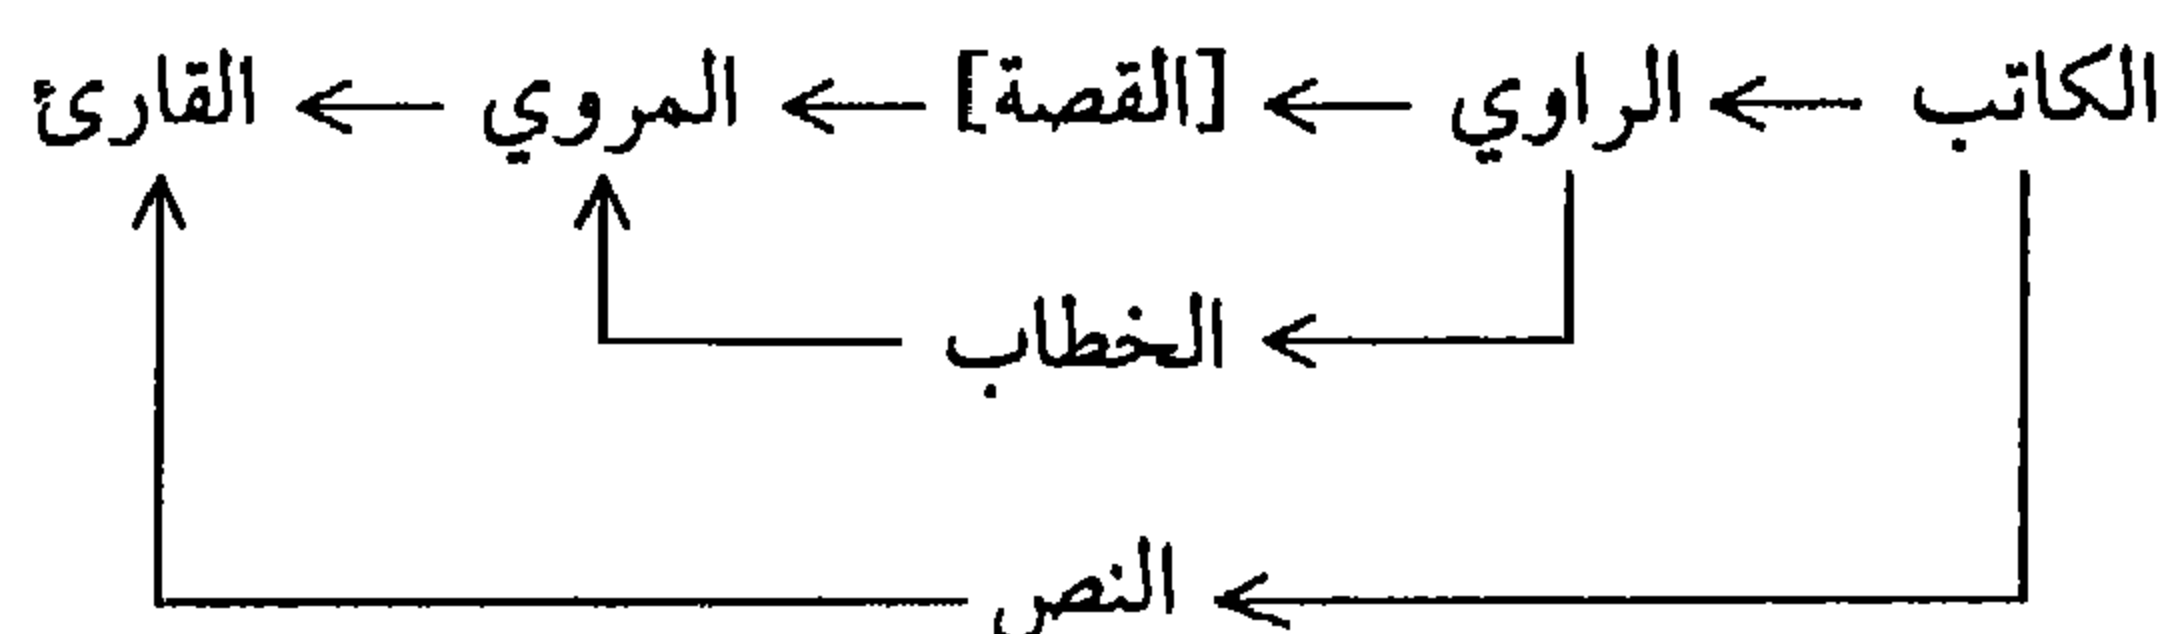 الكاتب ← الراوي ← [القصة] ← المروي ← القارئ
الخطاب
النص